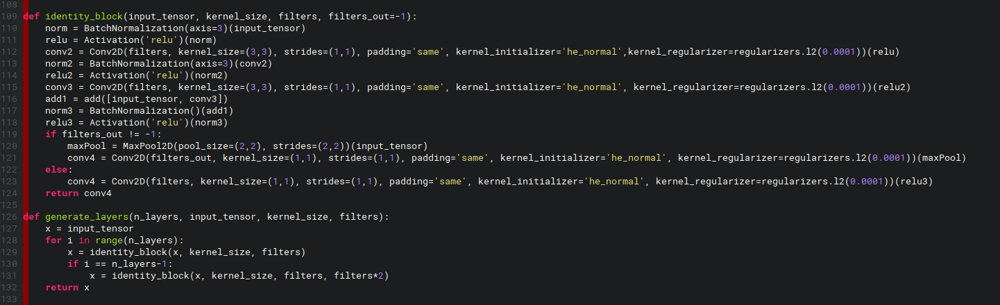 108
109 def identity_block(input_tensor, kernel_size, filters, filters_out=-1):
110     norm = BatchNormalization(axis=3)(input_tensor)
111     relu = Activation('relu')(norm)
112     conv2 = Conv2D(filters, kernel_size=(3,3), strides=(1,1), padding='same', kernel_initializer='he_normal',kernel_regularizer=regularizers.l2(0.0001))(relu)
113     norm2 = BatchNormalization(axis=3)(conv2)
114     relu2 = Activation('relu')(norm2)
115     conv3 = Conv2D(filters, kernel_size=(3,3), strides=(1,1), padding='same', kernel_initializer='he_normal', kernel_regularizer=regularizers.l2(0.0001))(relu2)
116     add1 = add([input_tensor, conv3])
117     norm3 = BatchNormalization()(add1)
118     relu3 = Activation('relu')(norm3)
119     if filters_out != -1:
120         maxPool = MaxPool2D(pool_size=(2,2), strides=(2,2))(input_tensor)
121         conv4 = Conv2D(filters_out, kernel_size=(1,1), strides=(1,1), padding='same', kernel_initializer='he_normal', kernel_regularizer=regularizers.l2(0.0001))(maxPool)
122     else:
123         conv4 = Conv2D(filters, kernel_size=(1,1), strides=(1,1), padding='same', kernel_initializer='he_normal', kernel_regularizer=regularizers.l2(0.0001))(relu3)
124     return conv4
125
126 def generate_layers(n_layers, input_tensor, kernel_size, filters):
127     x = input_tensor
128     for i in range(n_layers):
129         x = identity_block(x, kernel_size, filters)
130         if i == n_layers-1:
131             x = identity_block(x, kernel_size, filters, filters*2)
132     return x
133